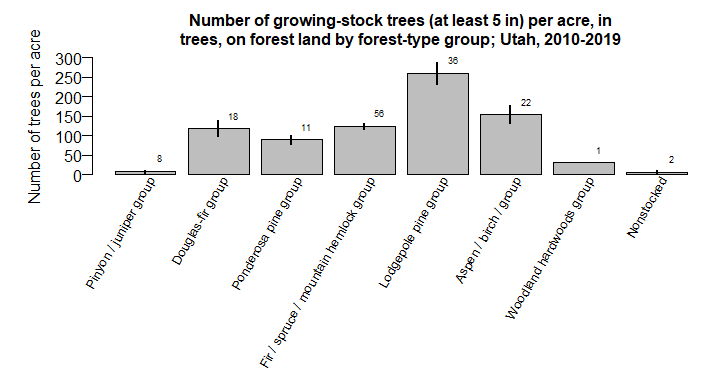 Number of growing-stock trees (at least 5 in) per acre, in
trees, on forest land by forest-type group; Utah, 2010-2019
Number of trees per acre
300
250
200
150
100
50
0
8
18
11
56
36
22
1
2
Pinyon / juniper group
Douglas-fir group
Ponderosa pine group
Fir / spruce / mountain hemlock group
Lodgepole pine group
Aspen / birch / group
Woodland hardwoods group
Nonstocked